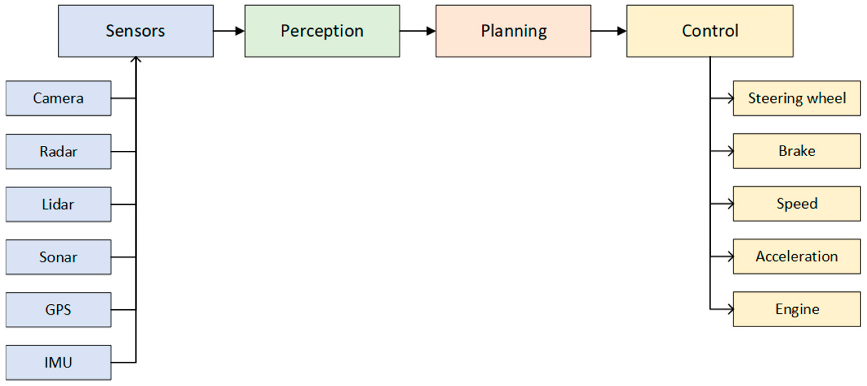 Sensors
Perception
Planning
Control
Camera
Radar
Lidar
Sonar
GPS
IMU
Steering wheel
Brake
Speed
Acceleration
Engine